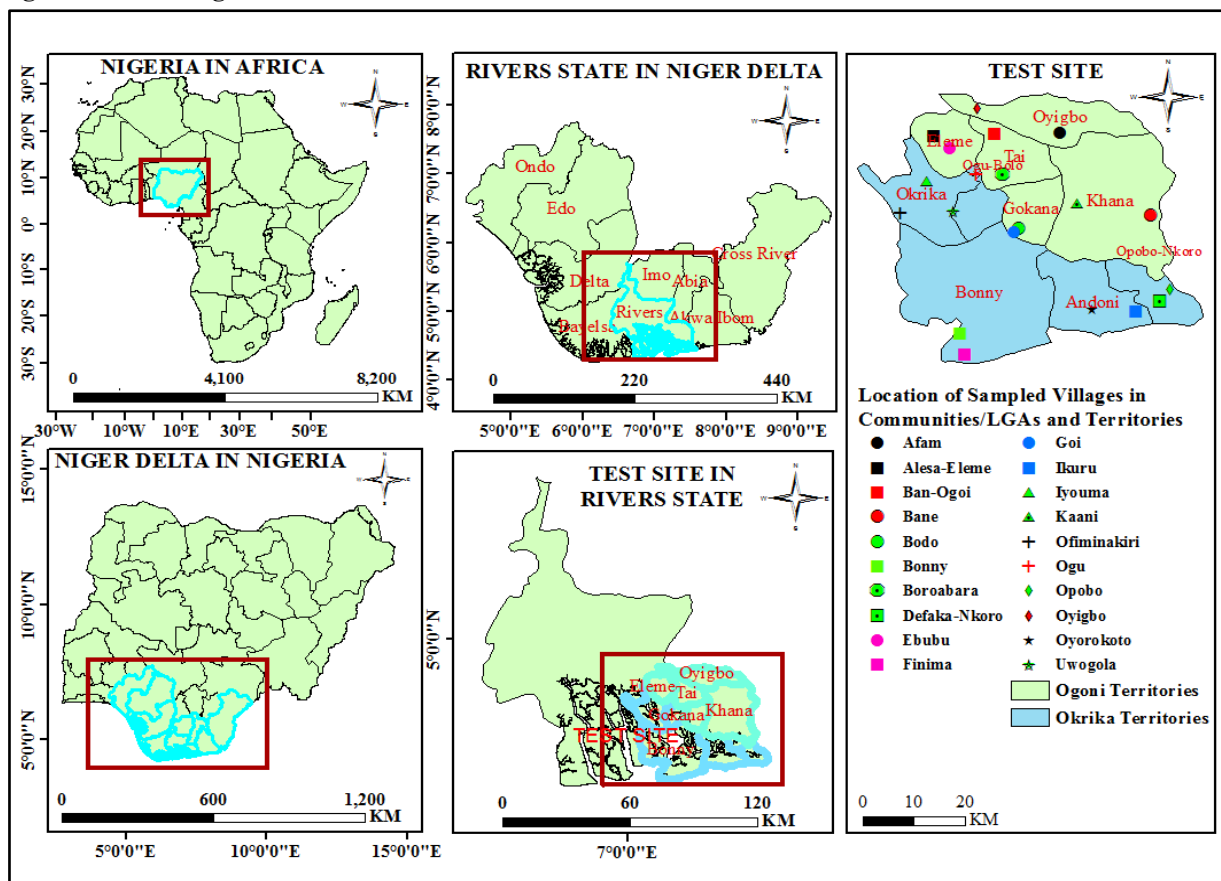 NIGERIA IN AFRICA
N
W
E
S
30°N
20°N
10°N
0°
10°S
20°S
30°S
0
4,100
8,200
KM
30°W
10°W
10°E
30°E
50°E
RIVERS STATE IN NIGER DELTA
N
W
E
S
8°0'0"N
7°0'0"N
6°0'0"N
5°0'0"N
4°0'0"N
Ondo
Edo
Delta
Imo
Abia
Cross River
Rivers
Akwa Ibom
Bayelsa
0
220
440
KM
5°0'0"E
6°0'0"E
7°0'0"E
8°0'0"E
9°0'0"E
NIGER DELTA IN NIGERIA
N
W
E
S
15°0'0"N
10°0'0"N
5°0'0"N
0
600
1,200
KM
5°0'0"E
10°0'0"E
15°0'0"E
TEST SITE IN
RIVERS STATE
N
W
E
S
5°0'0"N
Oyigbo
Eleme
Tai
Gokana
Khana
TEST SITE
Bonny
0
60
120
KM
7°0'0"E
TEST SITE
N
W
E
S
Oyigbo
Eleme
Tai
Ogu-Bolo
Okrika
Gokana
Khana
Opobo-Nkoro
Bonny
Andoni
Location of Sampled Villages in
Communities/LGAs and Territories
Afam
Alesa-Eleme
Ban-Ogoi
Bane
Bodo
Bonny
Boroabara
Defaka-Nkoro
Ebubu
Finima
Goi
Ikuru
Iyouma
Kaani
Ofiminakiri
Ogu
Opobo
Oyigbo
Oyorokoto
Uwogola
Ogoni Territories
Okrika Territories
0
10
20
KM